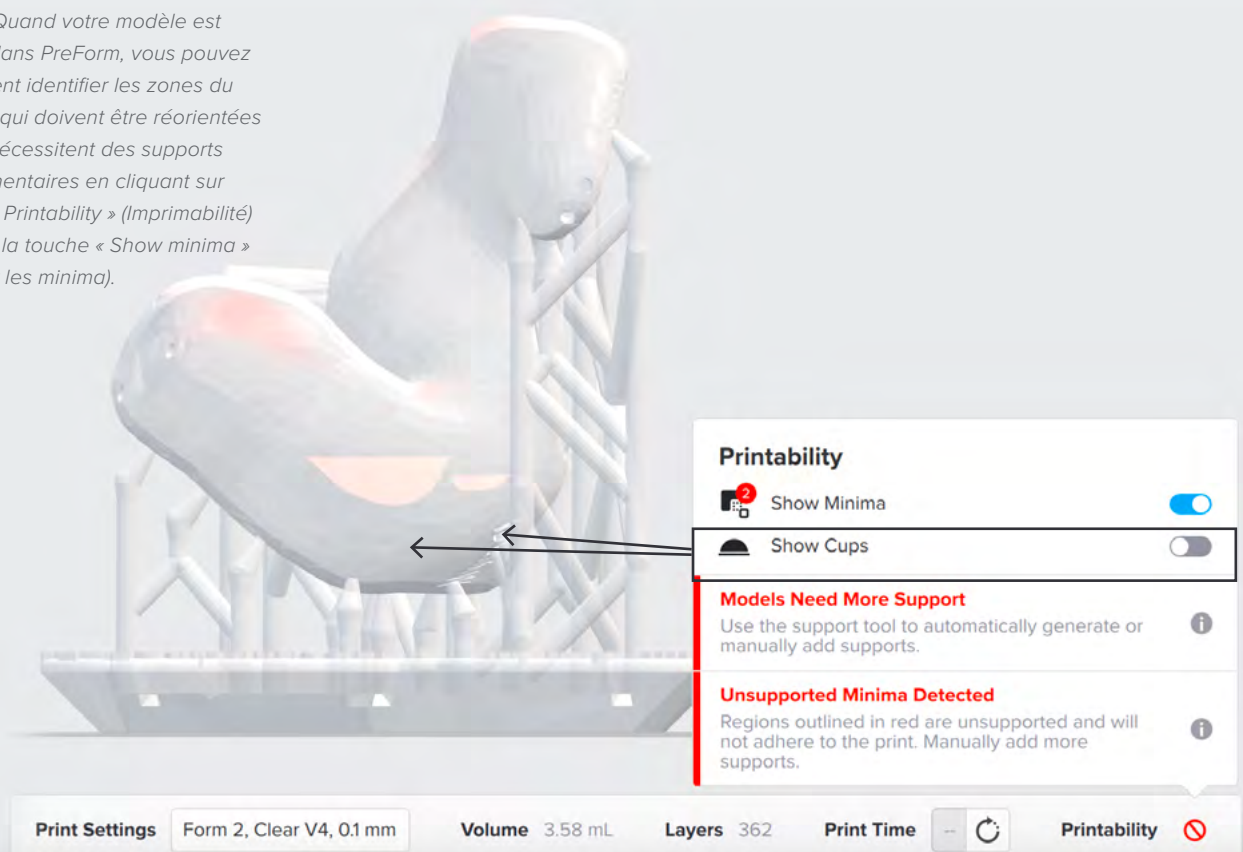 Quand votre modèle est
dans PreForm, vous pouvez
identifier les zones du
qui doivent être réorientées
des supports
en cliquant sur
Printability » (Imprimabilité)
la touche « Show minima »
les minima).
Printability
2
Show Minima
Show Cups
Models Need More Support
Use the support tool to automatically generate or
manually add supports.
Unsupported Minima Detected
Regions outlined in red are unsupported and will
not adhere to the print. Manually add more
supports.
Print Settings Form 2, Clear V4, 0.1 mm Volume 3.58 mL Layers 362 Print Time -- Printability